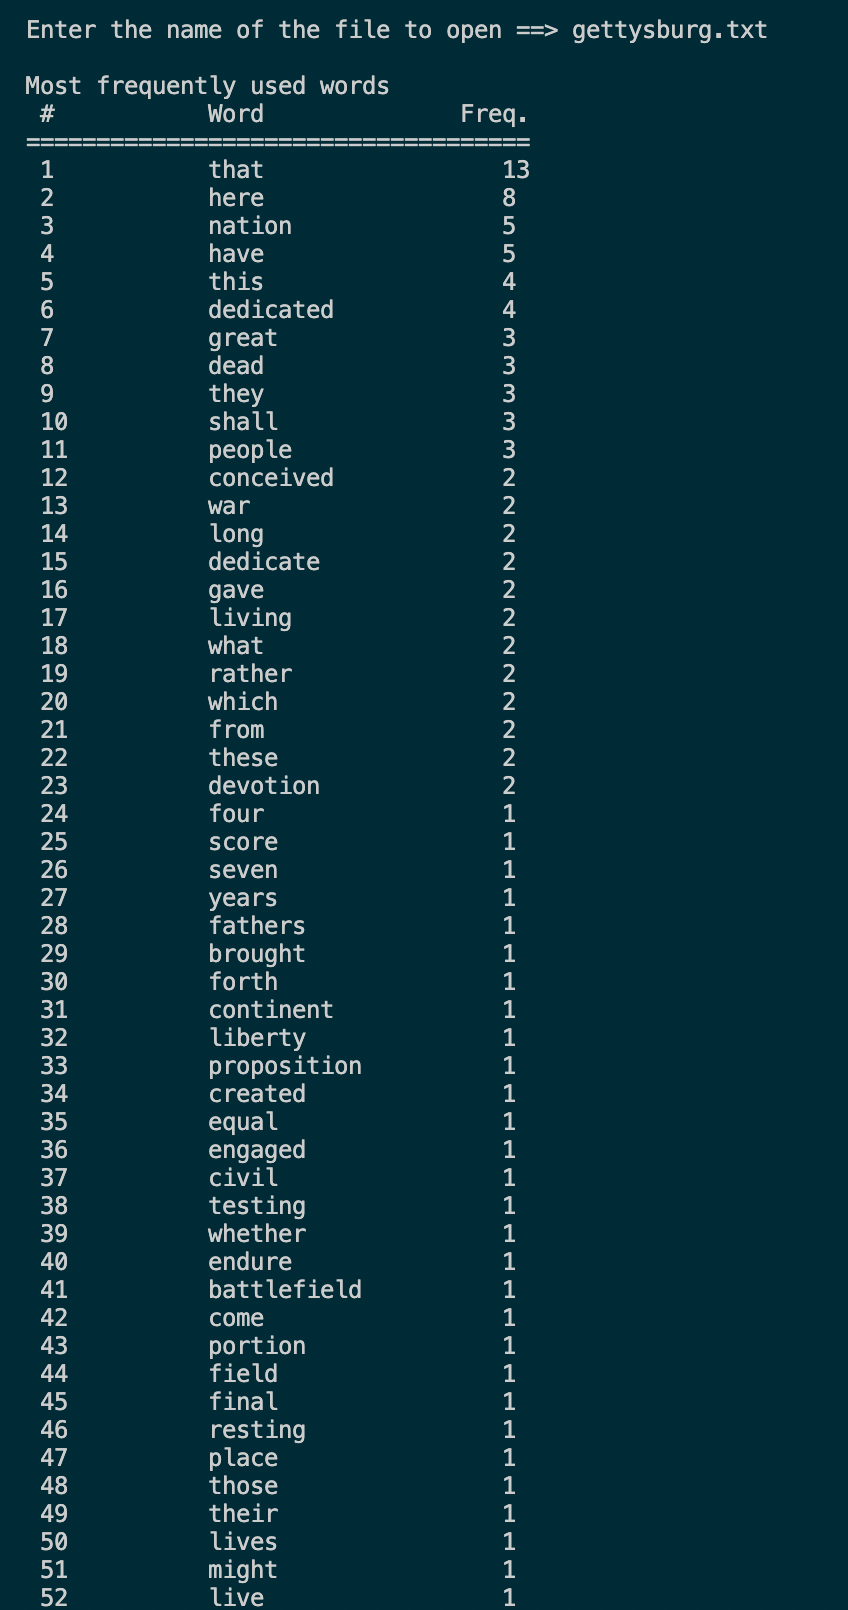 Enter the name of the file to open ==> gettysburg.txt
Most frequently used words
# Word Freq.
====================================
1 that 13
2 here 8
3 nation 5
4 have 5
5 this 4
6 dedicated 4
7 great 3
8 dead 3
9 they 3
10 shall 3
11 people 3
12 conceived 2
13 war 2
14 long 2
15 dedicate 2
16 gave 2
17 living 2
18 what 2
19 rather 2
20 which 2
21 from 2
22 these 2
23 devotion 2
24 four 1
25 score 1
26 seven 1
27 years 1
28 fathers 1
29 brought 1
30 forth 1
31 continent 1
32 liberty 1
33 proposition 1
34 created 1
35 equal 1
36 engaged 1
37 civil 1
38 testing 1
39 whether 1
40 endure 1
41 battlefield 1
42 come 1
43 portion 1
44 field 1
45 final 1
46 resting 1
47 place 1
48 those 1
49 their 1
50 lives 1
51 might 1
52 live 1